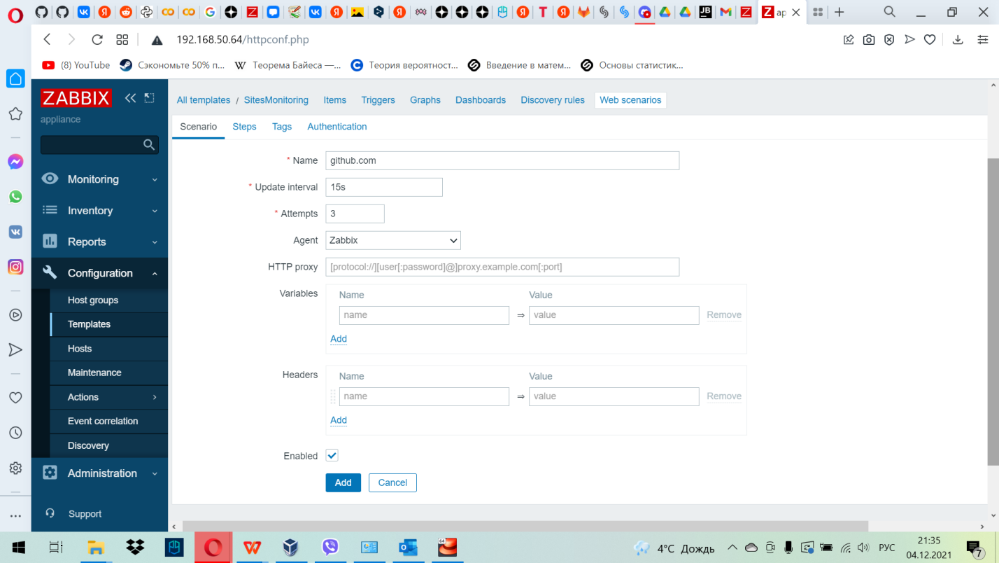 ap
192.168.50.64/httpconf.php
(8) YouTube
Сэкономьте 50% п...
W Теорема Байеса —...
Теория вероятност...
Введение в матем...
Основы статистик...
ZABBIX
appliance
All templates / SitesMonitoring Items Triggers Graphs Dashboards Discovery rules Web scenarios
Scenario Steps Tags Authentication
* Name github.com
* Update interval 15s
* Attempts 3
Agent Zabbix
HTTP proxy [protocol://][user[:password]@]proxy.example.com[:port]
Variables Name Value
name ⇒ value Remove
Add
Headers Name Value
name ⇒ value Remove
Add
Enabled
Add Cancel
Monitoring
Inventory
Reports
Configuration
Host groups
Templates
Hosts
Maintenance
Actions
Event correlation
Discovery
Administration
Support
4°C Дождь
РУС
21:35
04.12.2021
7